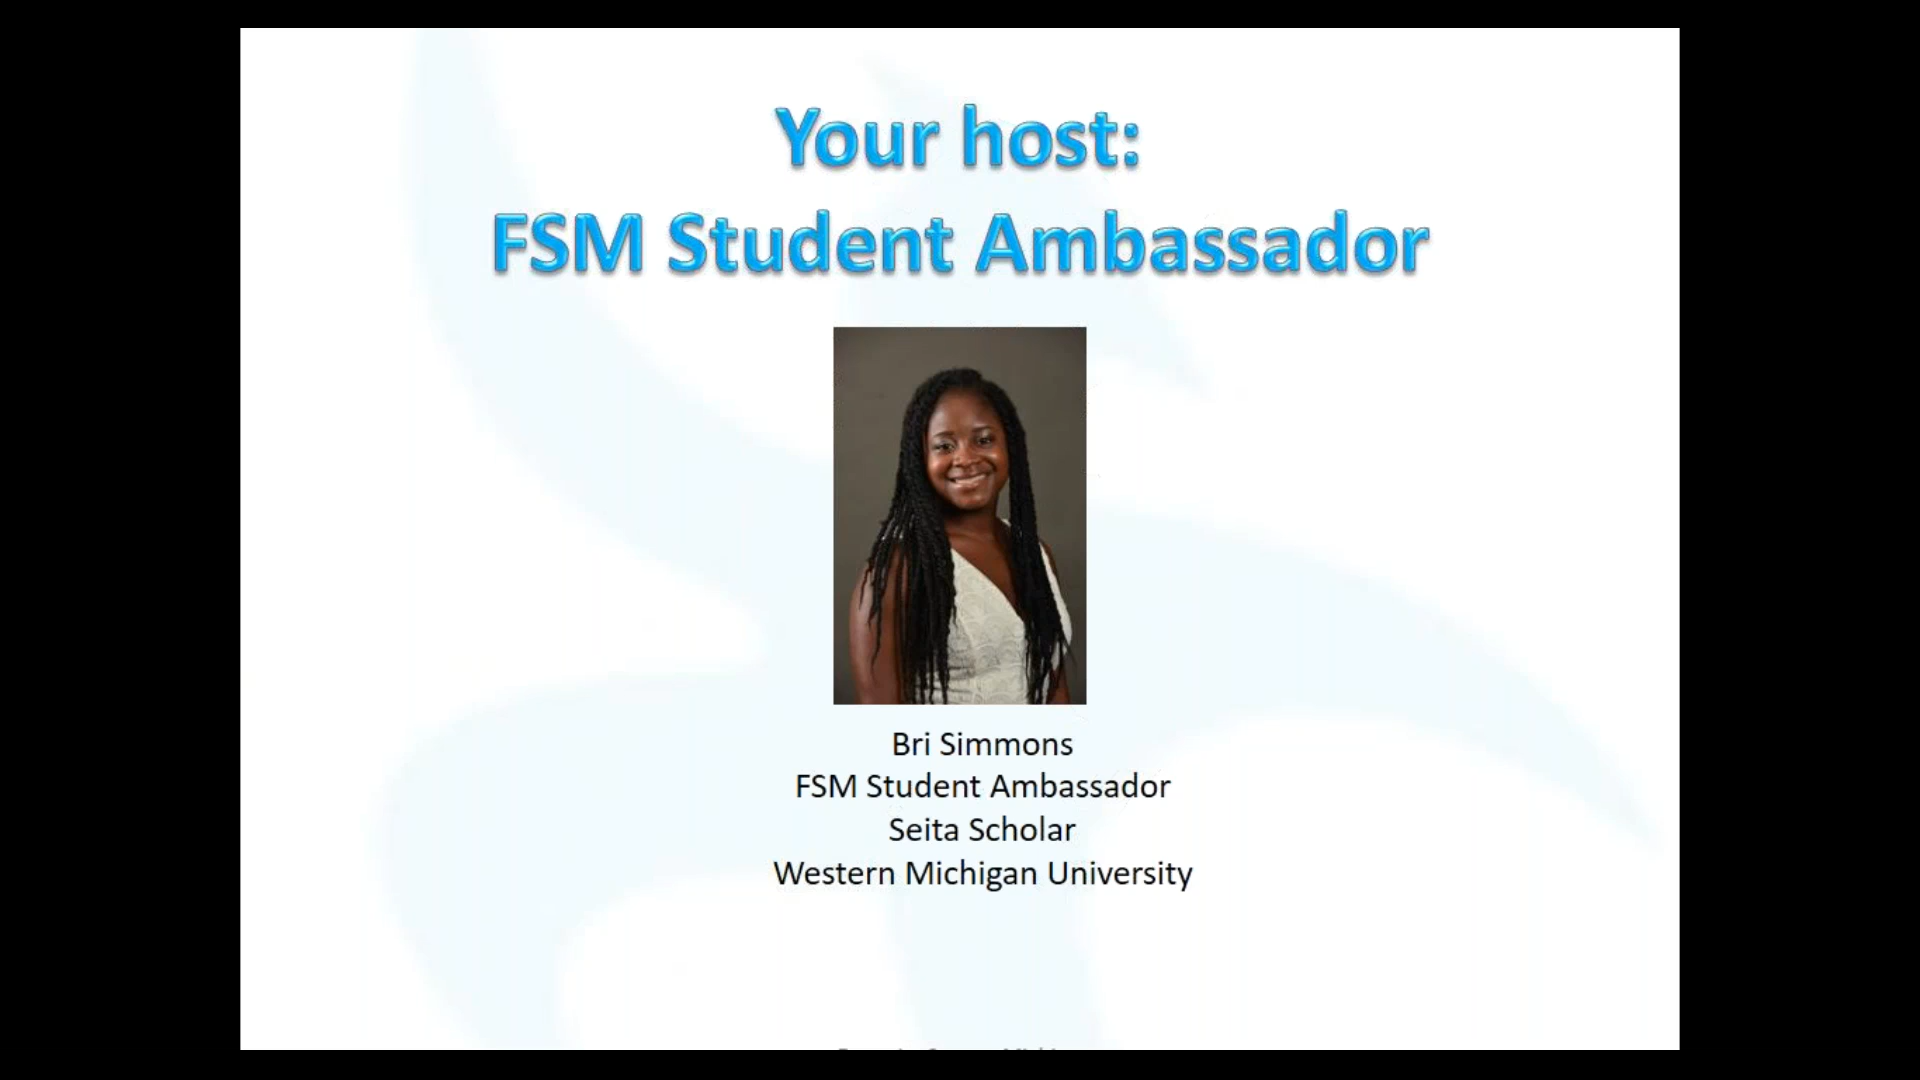 Your host:
FSM Student Ambassador
Bri Simmons
FSM Student Ambassador
Seita Scholar
Western Michigan University